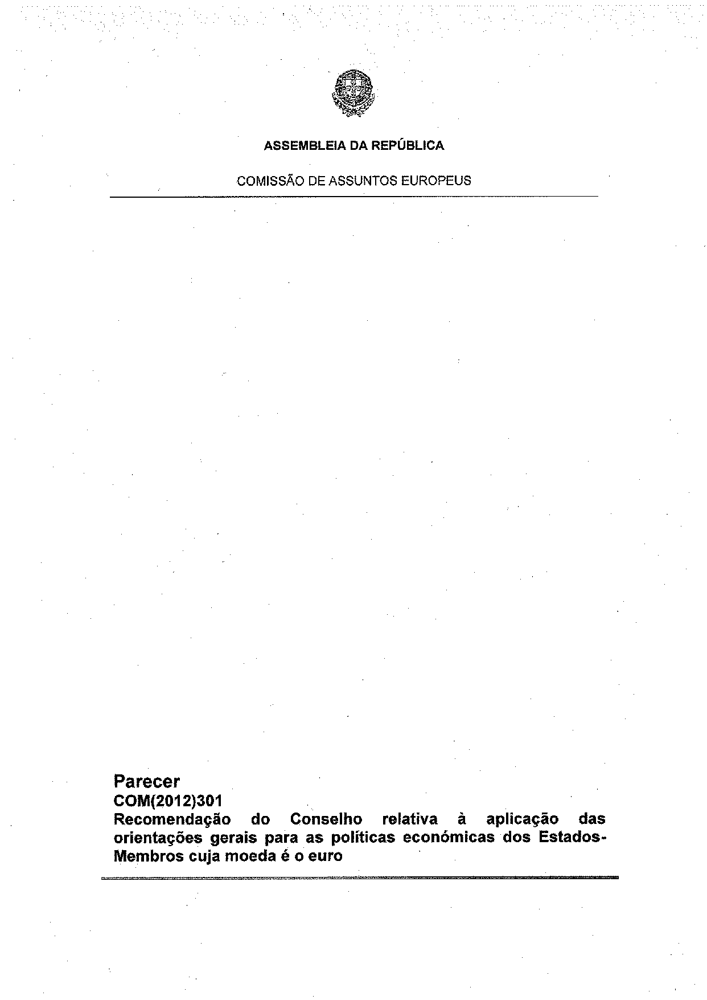 ASSEMBLEIA DA REPÚBLICA
COMISSÃO DE ASSUNTOS EUROPEUS
Parecer
COM(2012)301
Recomendação do Conselho relativa à aplicação das
orientações gerais para as políticas económicas dos Estados-
Membros cuja moeda é o euro